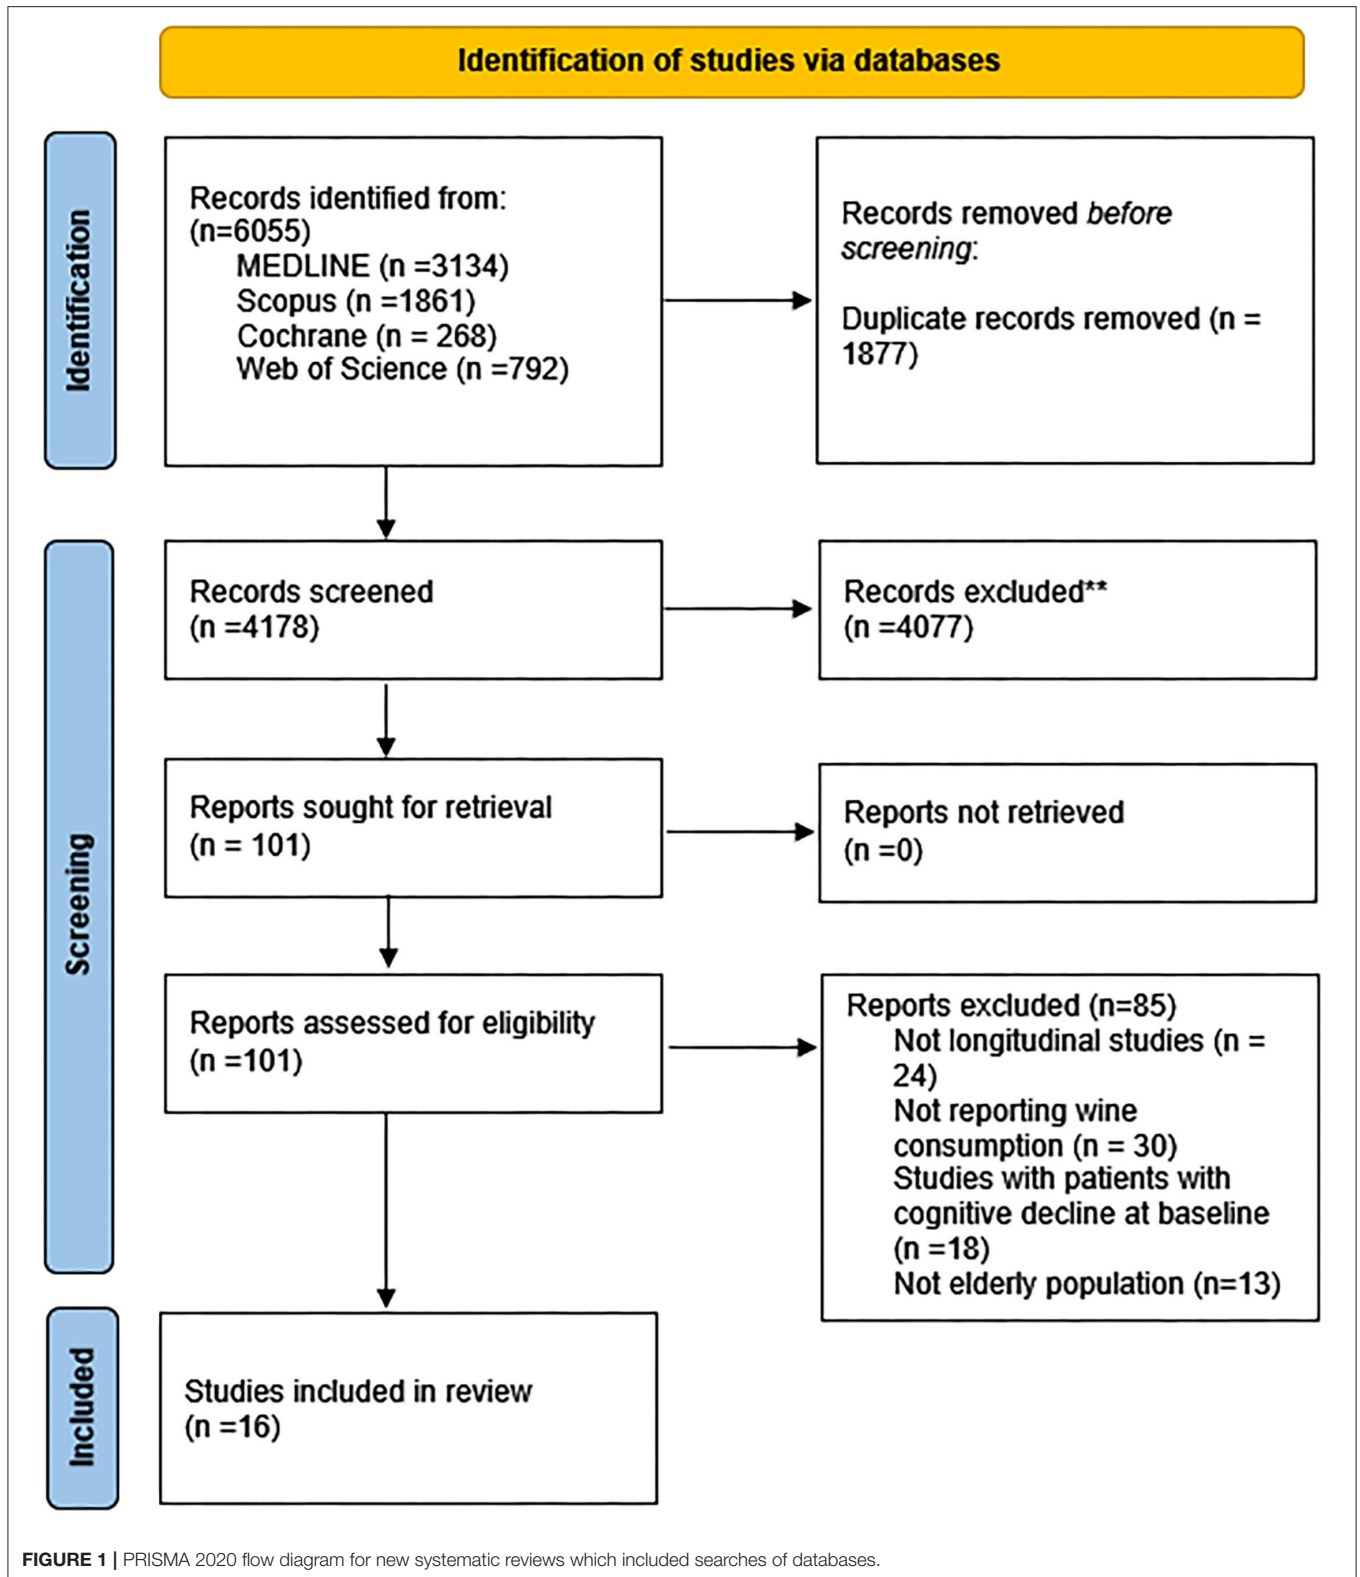 Identification of studies via databases
Identification
Records identified from:
(n=6055)
MEDLINE (n =3134)
Scopus (n =1861)
Cochrane (n = 268)
Web of Science (n =792)
Records removed before
screening:
Duplicate records removed (n =
1877)
Screening
Records screened
(n =4178)
Records excluded**
(n =4077)
Reports sought for retrieval
(n = 101)
Reports not retrieved
(n =0)
Reports assessed for eligibility
(n =101)
Reports excluded (n=85)
Not longitudinal studies (n =
24)
Not reporting wine
consumption (n = 30)
Studies with patients with
cognitive decline at baseline
(n =18)
Not elderly population (n=13)
Included
Studies included in review
(n =16)
FIGURE 1 | PRISMA 2020 flow diagram for new systematic reviews which included searches of databases.